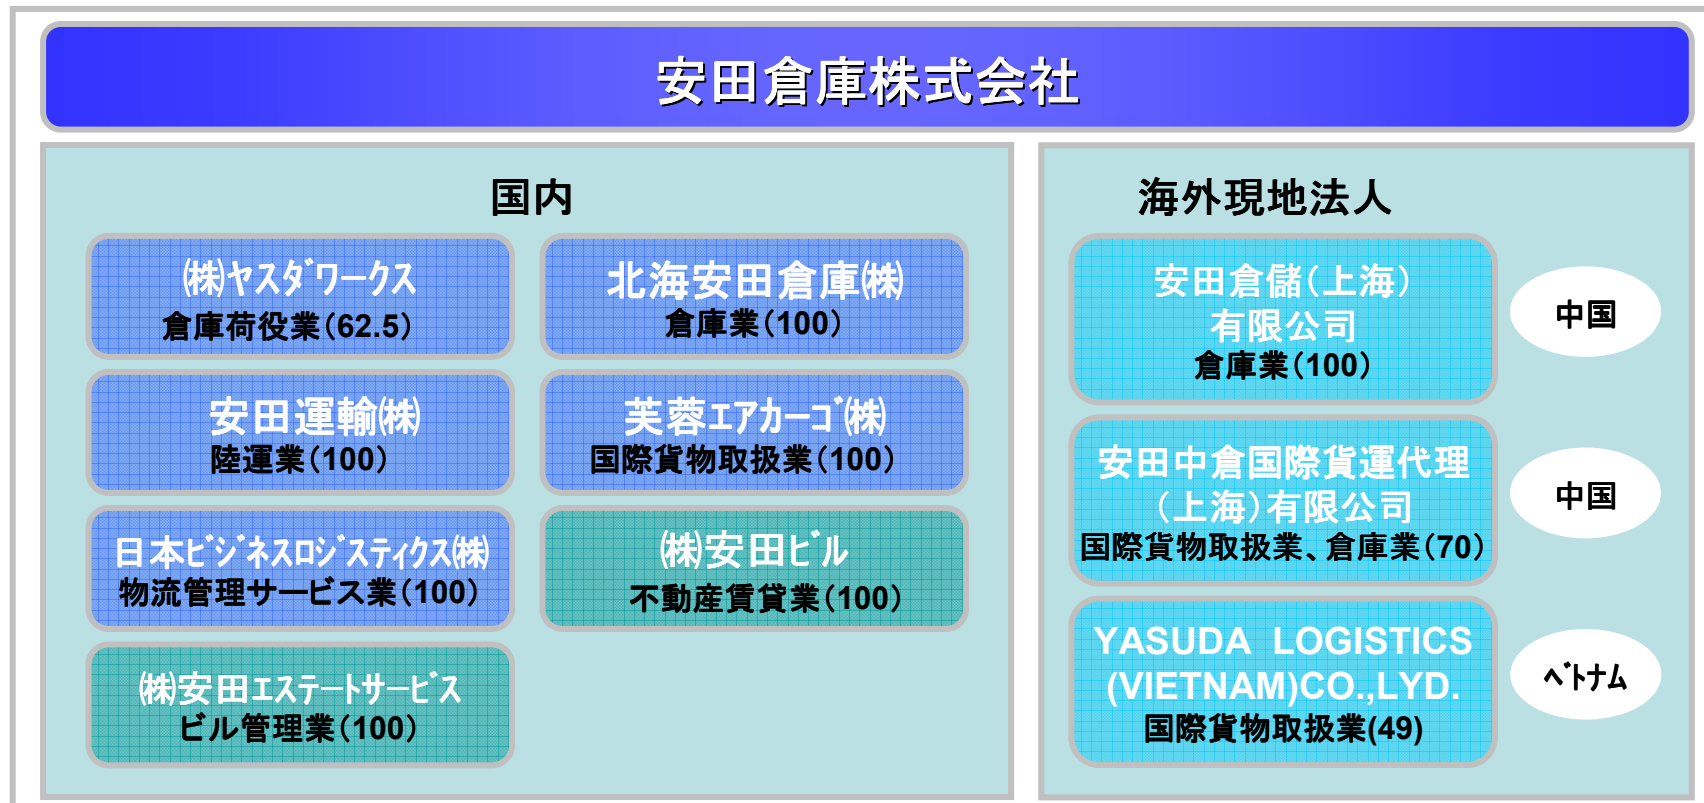 安田倉庫株式会社
国内
㈱ﾔｽﾀﾞﾜｰｸｽ
倉庫荷役業(62.5)
北海安田倉庫㈱
倉庫業(100)
安田運輸㈱
陸運業(100)
芙蓉ｴｱｶｰｺﾞ㈱
国際貨物取扱業(100)
日本ﾋﾞｼﾞﾈｽﾛｼﾞｽﾃｨｸｽ㈱
物流管理サービス業(100)
㈱安田ビル
不動産賃貸業(100)
㈱安田ｴｽﾃｰﾄｻｰﾋﾞｽ
ビル管理業(100)
海外現地法人
安田倉儲(上海)
有限公司
倉庫業(100)
中国
安田中倉国際貨運代理
(上海)有限公司
国際貨物取扱業、倉庫業(70)
中国
YASUDA LOGISTICS
(VIETNAM)CO.,LYD.
国際貨物取扱業(49)
ﾍﾞﾄﾅﾑ